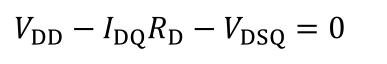 V_DD − I_DQ R_D − V_DSQ = 0